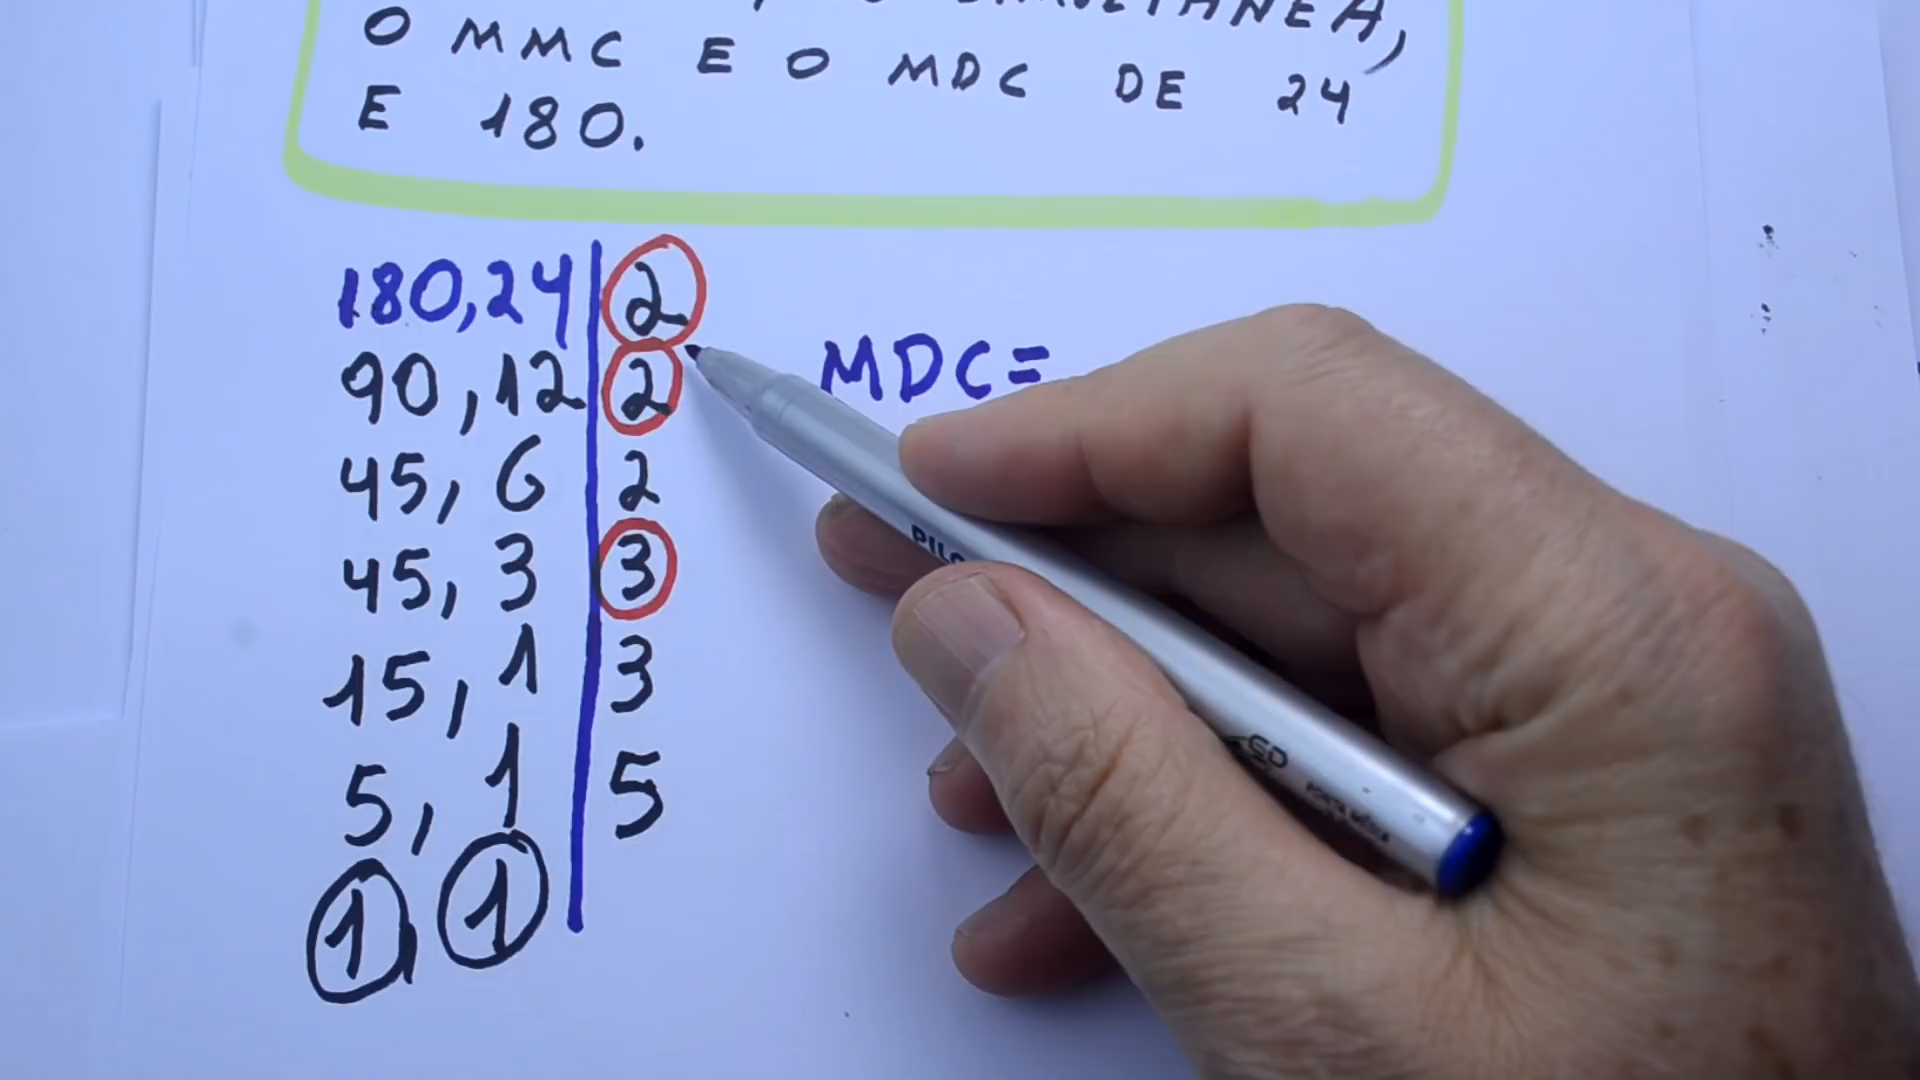 SIMULTÂNEA,
O MMC E O MDC DE 24
E 180.
180,24 2
90,12 2
45,6 2
45,3 3
15,1 3
5,1 5
1,1
MDC=